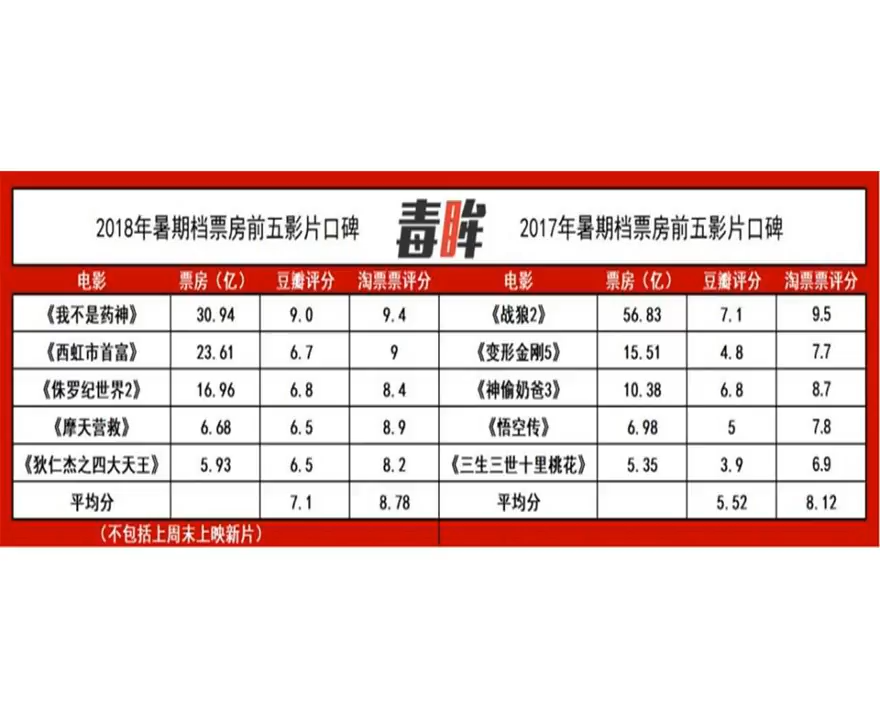 2018年暑期档票房前五影片口碑 毒眸 2017年暑期档票房前五影片口碑
电影 票房（亿） 豆瓣评分 淘票票评分 电影 票房（亿） 豆瓣评分 淘票票评分
《我不是药神》 30.94 9.0 9.4 《战狼2》 56.83 7.1 9.5
《西虹市首富》 23.61 6.7 9 《变形金刚5》 15.51 4.8 7.7
《侏罗纪世界2》 16.96 6.8 8.4 《神偷奶爸3》 10.38 6.8 8.7
《摩天营救》 6.68 6.5 8.9 《悟空传》 6.98 5 7.8
《狄仁杰之四大天王》 5.93 6.5 8.2 《三生三世十里桃花》 5.35 3.9 6.9
平均分 7.1 8.78 平均分 5.52 8.12
（不包括上周末上映新片）